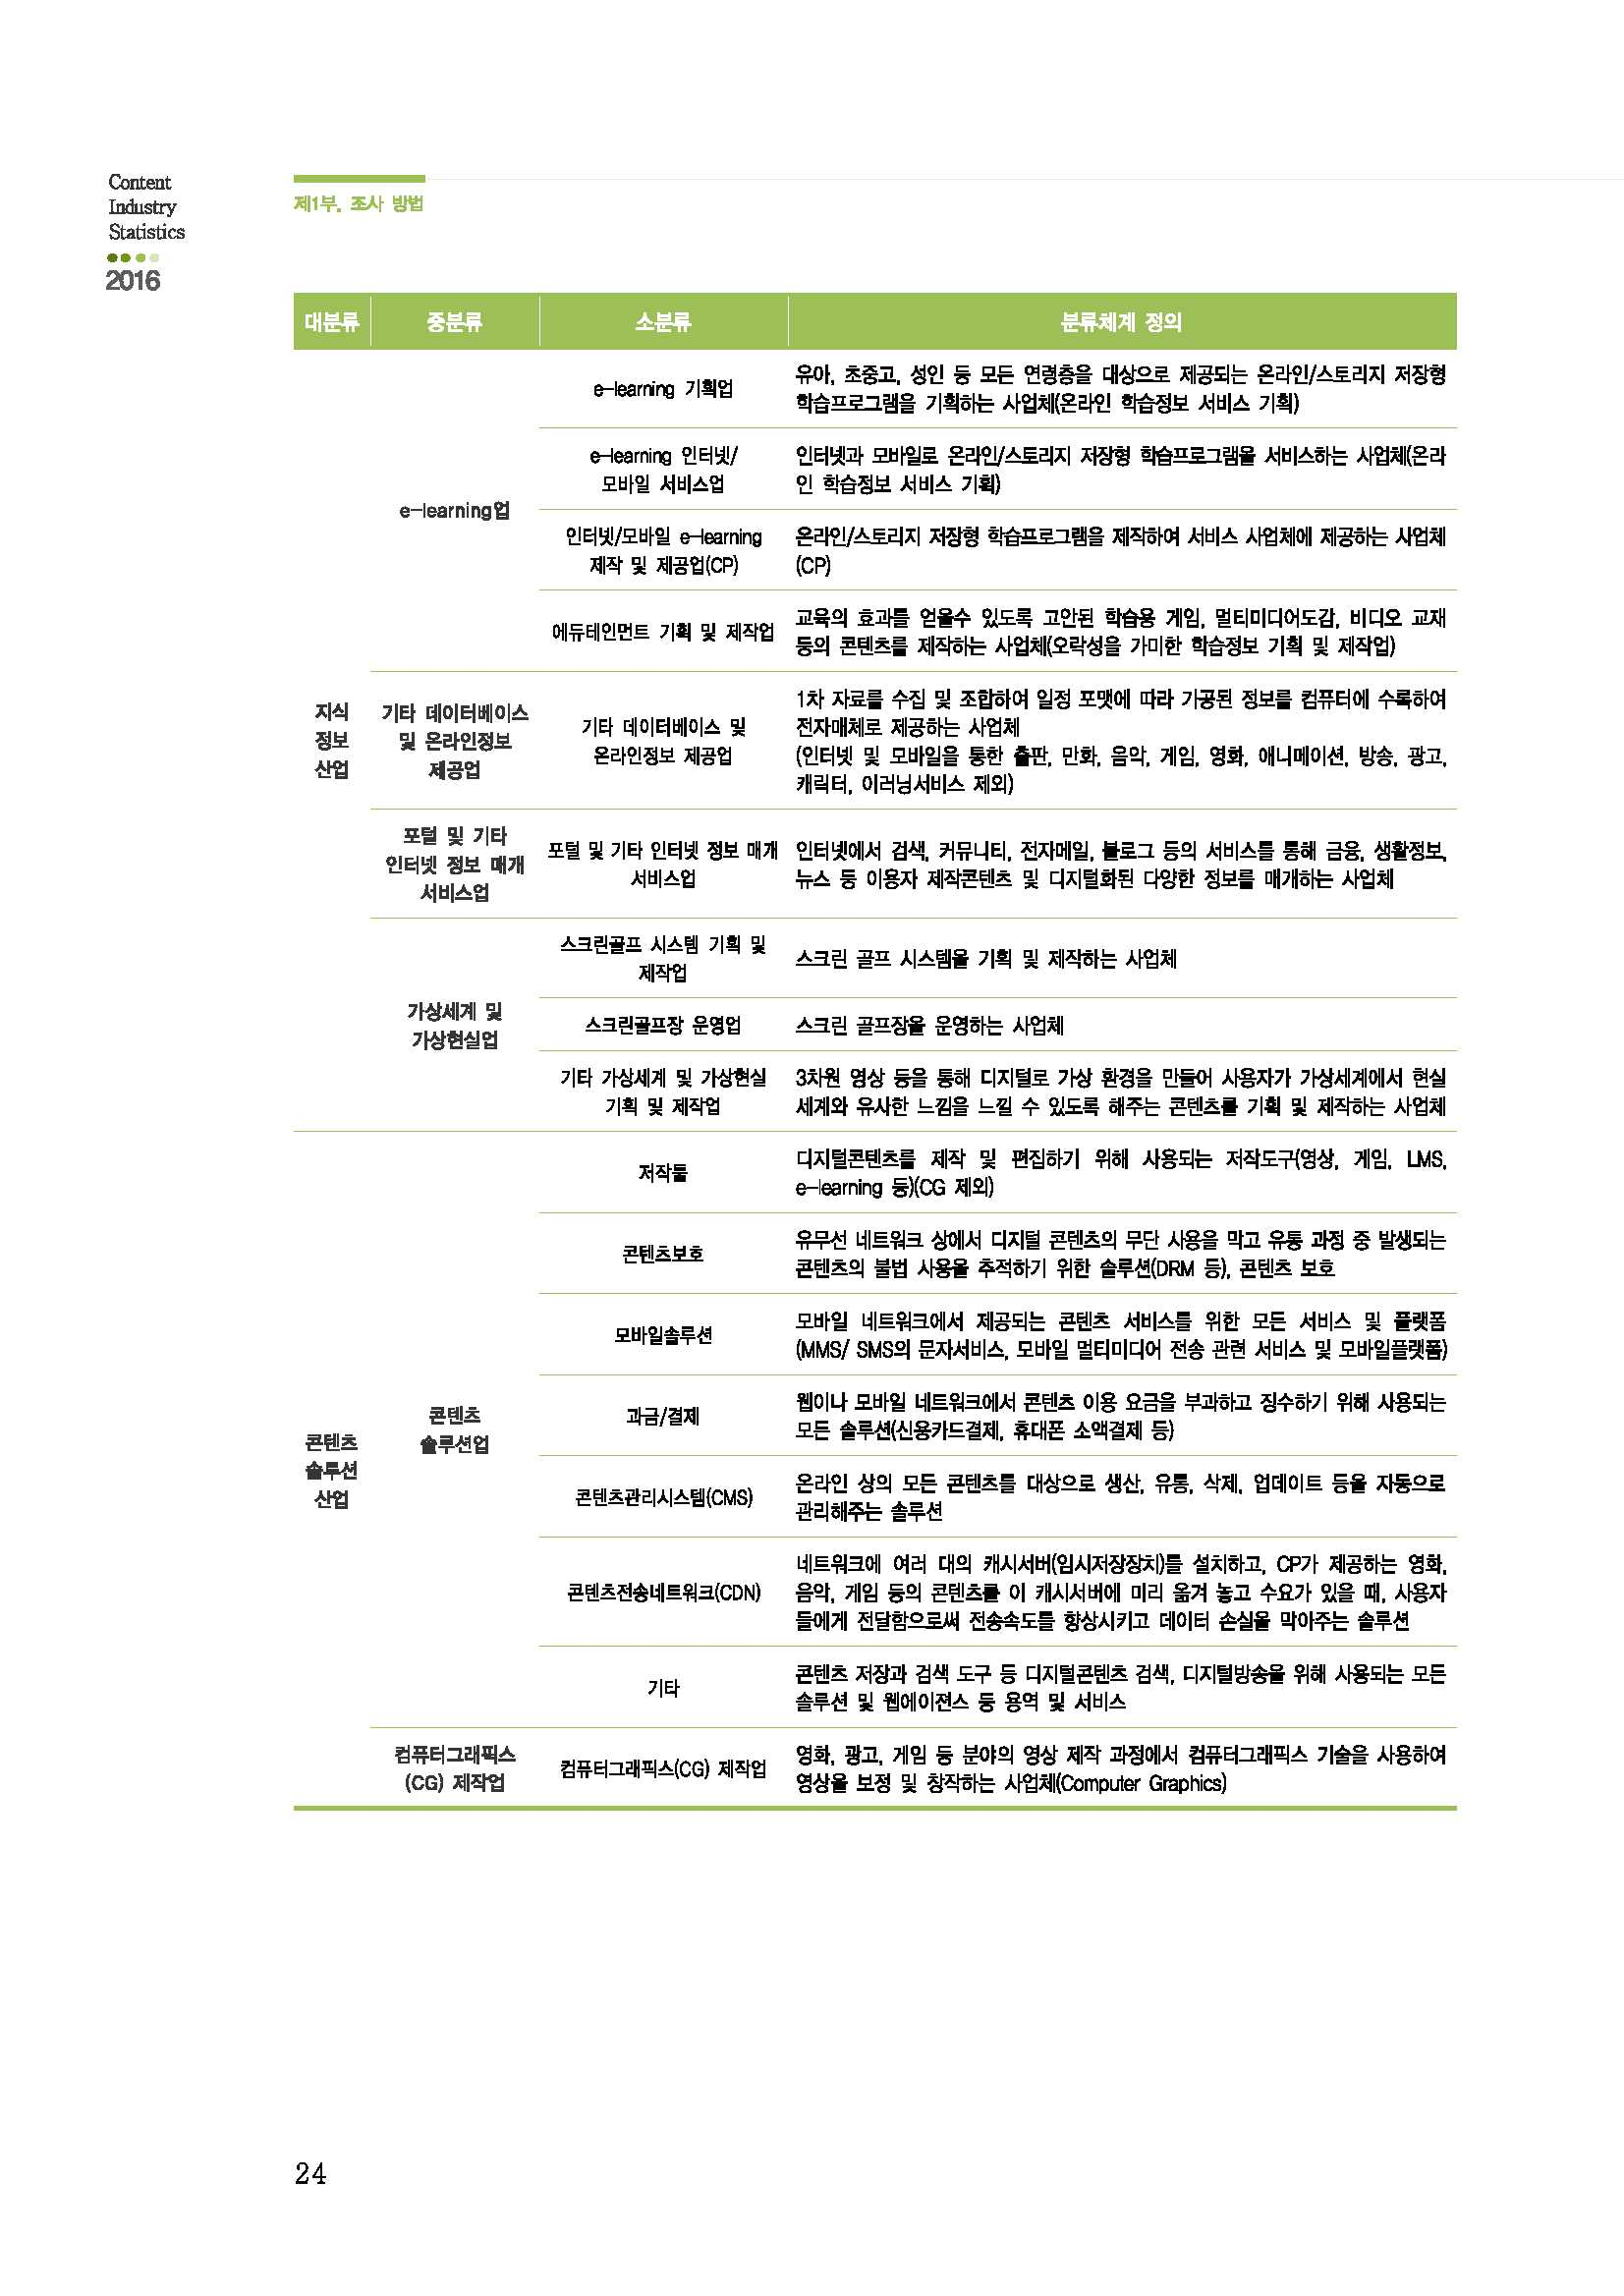 Content
Industry
Statistics
2016
제1부. 조사 방법
대분류 중분류 소분류 분류체계 정의
지식
정보
산업
e-learning업
e-learning 기획업
유아, 초중고, 성인 등 모든 연령층을 대상으로 제공되는 온라인/스토리지 저장형
학습프로그램을 기획하는 사업체(온라인 학습정보 서비스 기획)
e-learning 인터넷/
모바일 서비스업
인터넷과 모바일로 온라인/스토리지 저장형 학습프로그램을 서비스하는 사업체(온라
인 학습정보 서비스 기획)
인터넷/모바일 e-learning
제작 및 제공업(CP)
온라인/스토리지 저장형 학습프로그램을 제작하여 서비스 사업체에 제공하는 사업체
(CP)
에듀테인먼트 기획 및 제작업
교육의 효과를 얻을수 있도록 고안된 학습용 게임, 멀티미디어도감, 비디오 교재
등의 콘텐츠를 제작하는 사업체(오락성을 가미한 학습정보 기획 및 제작업)
기타 데이터베이스
및 온라인정보
제공업
기타 데이터베이스 및
온라인정보 제공업
1차 자료를 수집 및 조합하여 일정 포맷에 따라 가공된 정보를 컴퓨터에 수록하여
전자매체로 제공하는 사업체
(인터넷 및 모바일을 통한 출판, 만화, 음악, 게임, 영화, 애니메이션, 방송, 광고,
캐릭터, 이러닝서비스 제외)
포털 및 기타
인터넷 정보 매개
서비스업
포털 및 기타 인터넷 정보 매개
서비스업
인터넷에서 검색, 커뮤니티, 전자메일, 블로그 등의 서비스를 통해 금융, 생활정보,
뉴스 등 이용자 제작콘텐츠 및 디지털화된 다양한 정보를 매개하는 사업체
가상세계 및
가상현실업
스크린골프 시스템 기획 및
제작업
스크린 골프 시스템을 기획 및 제작하는 사업체
스크린골프장 운영업
스크린 골프장을 운영하는 사업체
기타 가상세계 및 가상현실
기획 및 제작업
3차원 영상 등을 통해 디지털로 가상 환경을 만들어 사용자가 가상세계에서 현실
세계와 유사한 느낌을 느낄 수 있도록 해주는 콘텐츠를 기획 및 제작하는 사업체
콘텐츠
솔루션
산업
콘텐츠
솔루션업
저작툴
디지털콘텐츠를 제작 및 편집하기 위해 사용되는 저작도구(영상, 게임, LMS,
e-learning 등)(CG 제외)
콘텐츠보호
유무선 네트워크 상에서 디지털 콘텐츠의 무단 사용을 막고 유통 과정 중 발생되는
콘텐츠의 불법 사용을 추적하기 위한 솔루션(DRM 등), 콘텐츠 보호
모바일솔루션
모바일 네트워크에서 제공되는 콘텐츠 서비스를 위한 모든 서비스 및 플랫폼
(MMS/ SMS의 문자서비스, 모바일 멀티미디어 전송 관련 서비스 및 모바일플랫폼)
과금/결제
웹이나 모바일 네트워크에서 콘텐츠 이용 요금을 부과하고 징수하기 위해 사용되는
모든 솔루션(신용카드결제, 휴대폰 소액결제 등)
콘텐츠관리시스템(CMS)
온라인 상의 모든 콘텐츠를 대상으로 생산, 유통, 삭제, 업데이트 등을 자동으로
관리해주는 솔루션
콘텐츠전송네트워크(CDN)
네트워크에 여러 대의 캐시서버(임시저장장치)를 설치하고, CP가 제공하는 영화,
음악, 게임 등의 콘텐츠를 이 캐시서버에 미리 옮겨 놓고 수요가 있을 때, 사용자
들에게 전달함으로써 전송속도를 향상시키고 데이터 손실을 막아주는 솔루션
기타
콘텐츠 저장과 검색 도구 등 디지털콘텐츠 검색, 디지털방송을 위해 사용되는 모든
솔루션 및 웹에이젼스 등 용역 및 서비스
컴퓨터그래픽스
(CG) 제작업
컴퓨터그래픽스(CG) 제작업
영화, 광고, 게임 등 분야의 영상 제작 과정에서 컴퓨터그래픽스 기술을 사용하여
영상을 보정 및 창작하는 사업체(Computer Graphics)
24